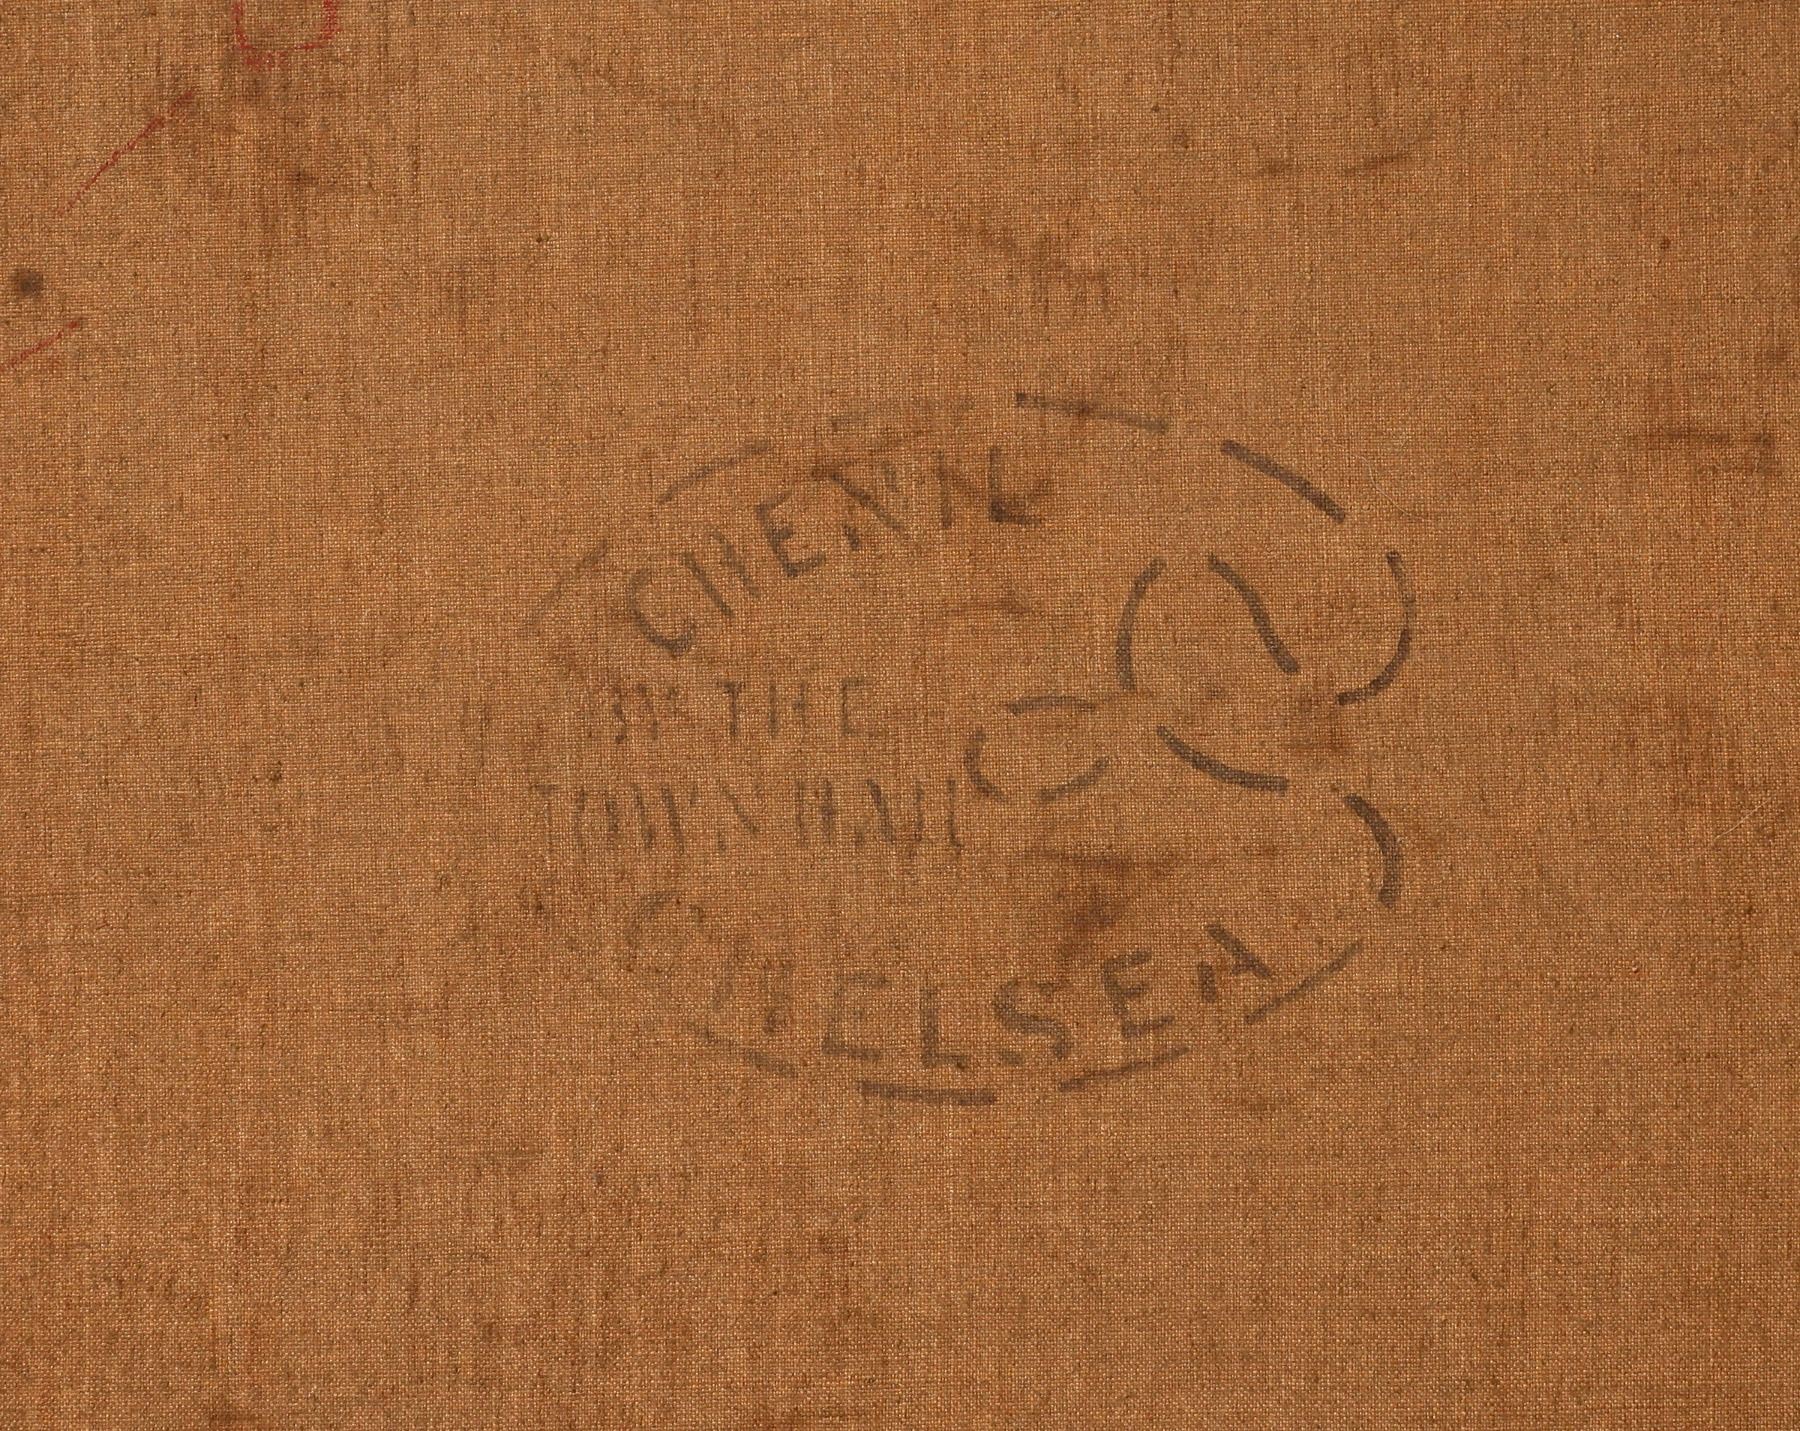 CHENIL
BY THE
TOWN HALL
CHELSEA